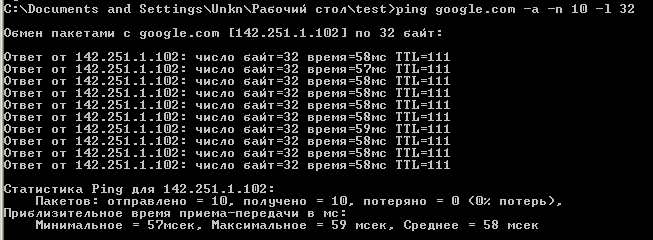 C:\Documents and Settings\Unkn\Рабочий стол\test>ping google.com -a -n 10 -l 32
Обмен пакетами с google.com [142.251.1.102] по 32 байт:
Ответ от 142.251.1.102: число байт=32 время=58мс TTL=111
Ответ от 142.251.1.102: число байт=32 время=57мс TTL=111
Ответ от 142.251.1.102: число байт=32 время=58мс TTL=111
Ответ от 142.251.1.102: число байт=32 время=58мс TTL=111
Ответ от 142.251.1.102: число байт=32 время=58мс TTL=111
Ответ от 142.251.1.102: число байт=32 время=58мс TTL=111
Ответ от 142.251.1.102: число байт=32 время=59мс TTL=111
Ответ от 142.251.1.102: число байт=32 время=58мс TTL=111
Ответ от 142.251.1.102: число байт=32 время=58мс TTL=111
Ответ от 142.251.1.102: число байт=32 время=58мс TTL=111
Статистика Ping для 142.251.1.102:
Пакетов: отправлено = 10, получено = 10, потеряно = 0 (0% потерь),
Приблизительное время приема-передачи в мс:
Минимальное = 57мсек, Максимальное = 59 мсек, Среднее = 58 мсек